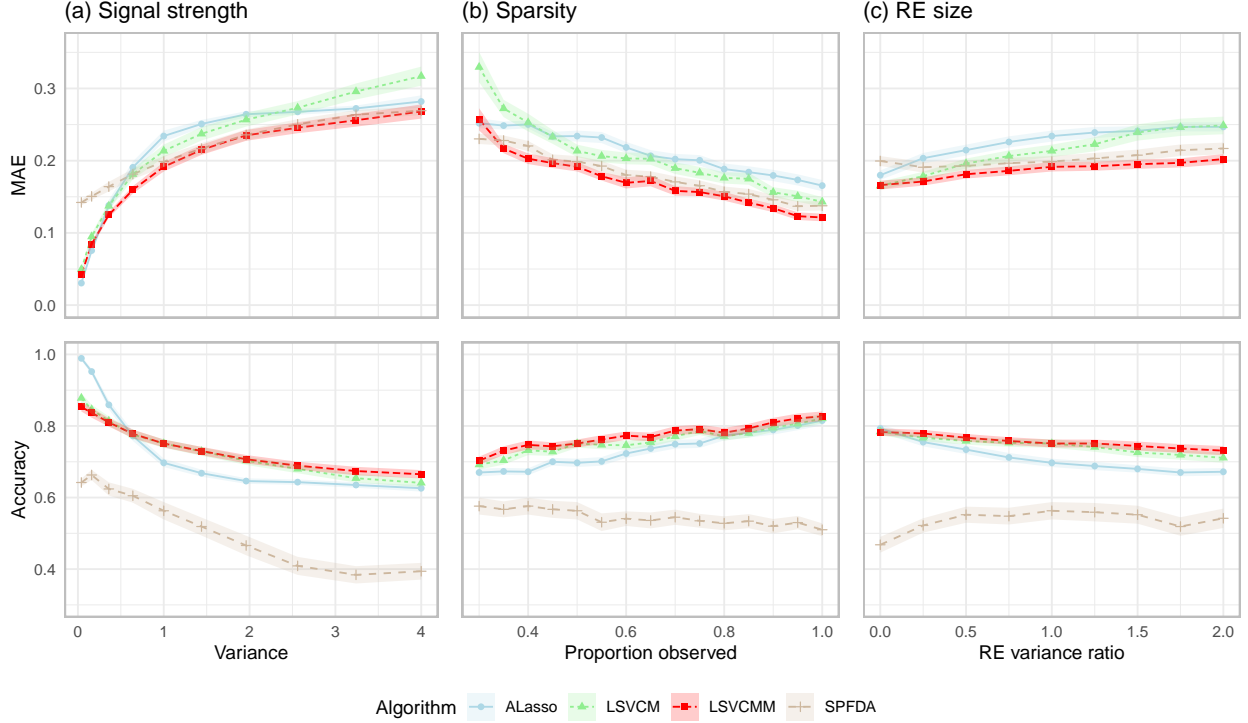 (a) Signal strength
(b) Sparsity
(c) RE size
MAE
0.3
0.2
0.1
0.0
Accuracy
1.0
0.8
0.6
0.4
0 1 2 3 4
Variance
0.4 0.6 0.8 1.0
Proportion observed
0.0 0.5 1.0 1.5 2.0
RE variance ratio
Algorithm ALasso LSVCM LSVCMM SPFDA